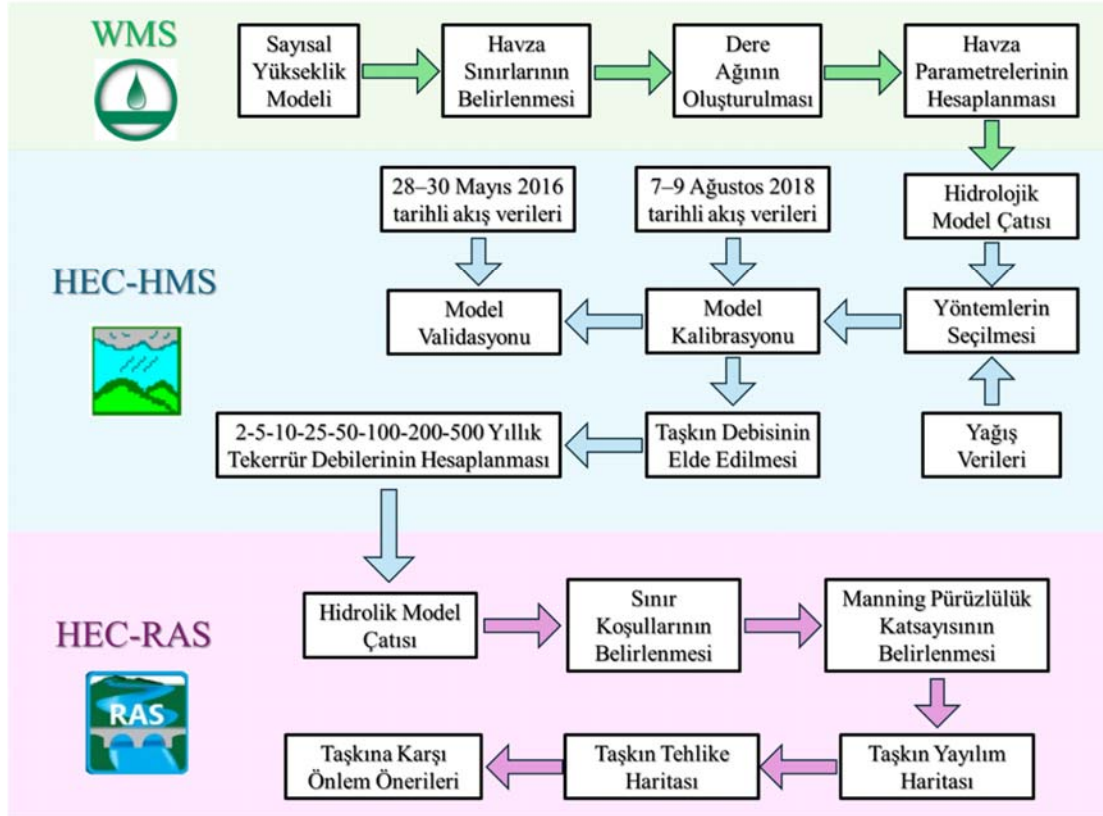 WMS
Sayısal
Yükseklik
Modeli
Havza
Sınırlarının
Belirlenmesi
Dere
Ağının
Oluşturulması
Havza
Parametrelerinin
Hesaplanması
28–30 Mayıs 2016
tarihli akış verileri
7–9 Ağustos 2018
tarihli akış verileri
Hidrolojik
Model Çatısı
HEC-HMS
Model
Validasyonu
Model
Kalibrasyonu
Yöntemlerin
Seçilmesi
2-5-10-25-50-100-200-500 Yıllık
Tekerrür Debilerinin Hesaplanması
Taşkın Debisinin
Elde Edilmesi
Yağış
Verileri
HEC-RAS
RAS
Hidrolik Model
Çatısı
Sınır
Koşullarının
Belirlenmesi
Manning Pürüzlülük
Katsayısının
Belirlenmesi
Taşkına Karşı
Önlem Önerileri
Taşkın Tehlike
Haritası
Taşkın Yayılım
Haritası